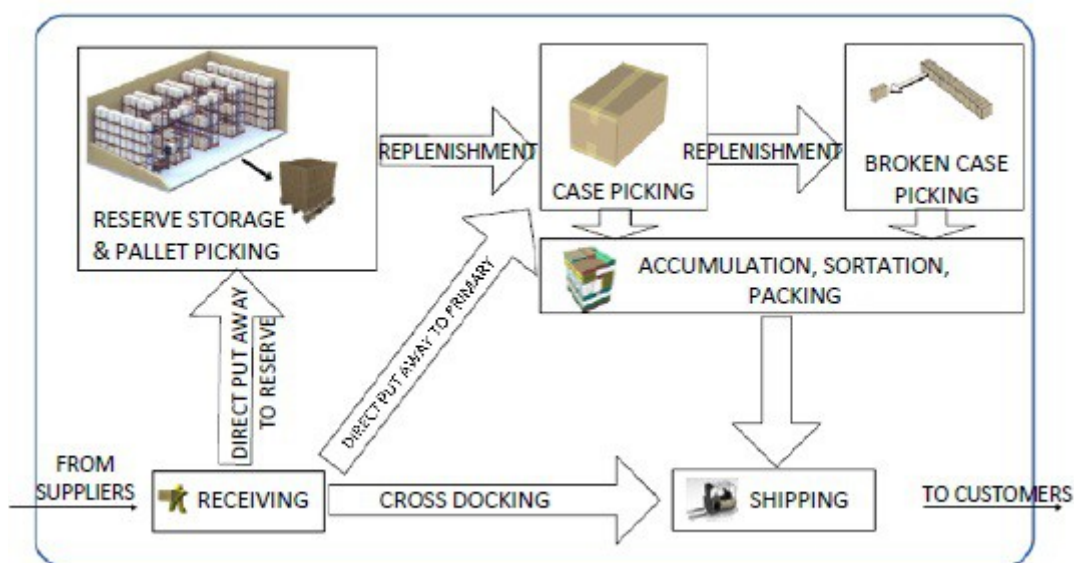 REPLENISHMENT
REPLENISHMENT
CASE PICKING
BROKEN CASE
PICKING
RESERVE STORAGE
& PALLET PICKING
ACCUMULATION, SORTATION,
PACKING
DIRECT PUT AWAY
TO RESERVE
DIRECT PUT AWAY TO PRIMARY
FROM
SUPPLIERS
RECEIVING
CROSS DOCKING
SHIPPING
TO CUSTOMERS